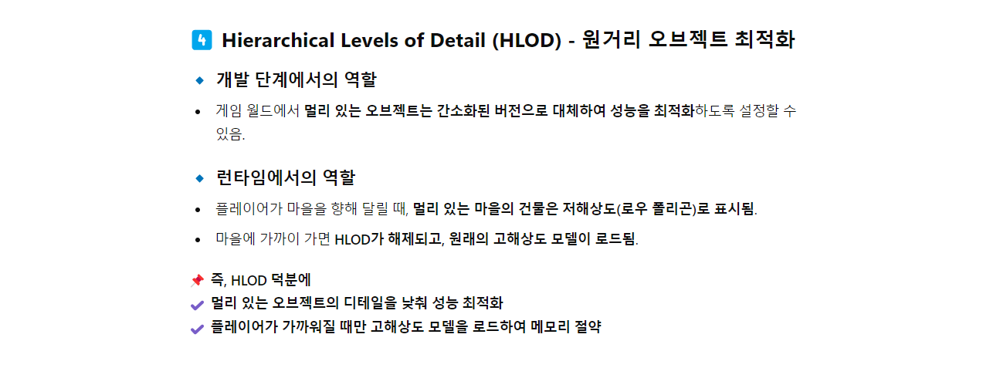 4 Hierarchical Levels of Detail (HLOD) - 원거리 오브젝트 최적화
🔹 개발 단계에서의 역할
• 게임 월드에서 멀리 있는 오브젝트는 간소화된 버전으로 대체하여 성능을 최적화하도록 설정할 수
있음.
🔹 런타임에서의 역할
• 플레이어가 마을을 향해 달릴 때, 멀리 있는 마을의 건물은 저해상도(로우 폴리곤)로 표시됨.
• 마을에 가까이 가면 HLOD가 해제되고, 원래의 고해상도 모델이 로드됨.
📌 즉, HLOD 덕분에
✔ 멀리 있는 오브젝트의 디테일을 낮춰 성능 최적화
✔ 플레이어가 가까워질 때만 고해상도 모델을 로드하여 메모리 절약